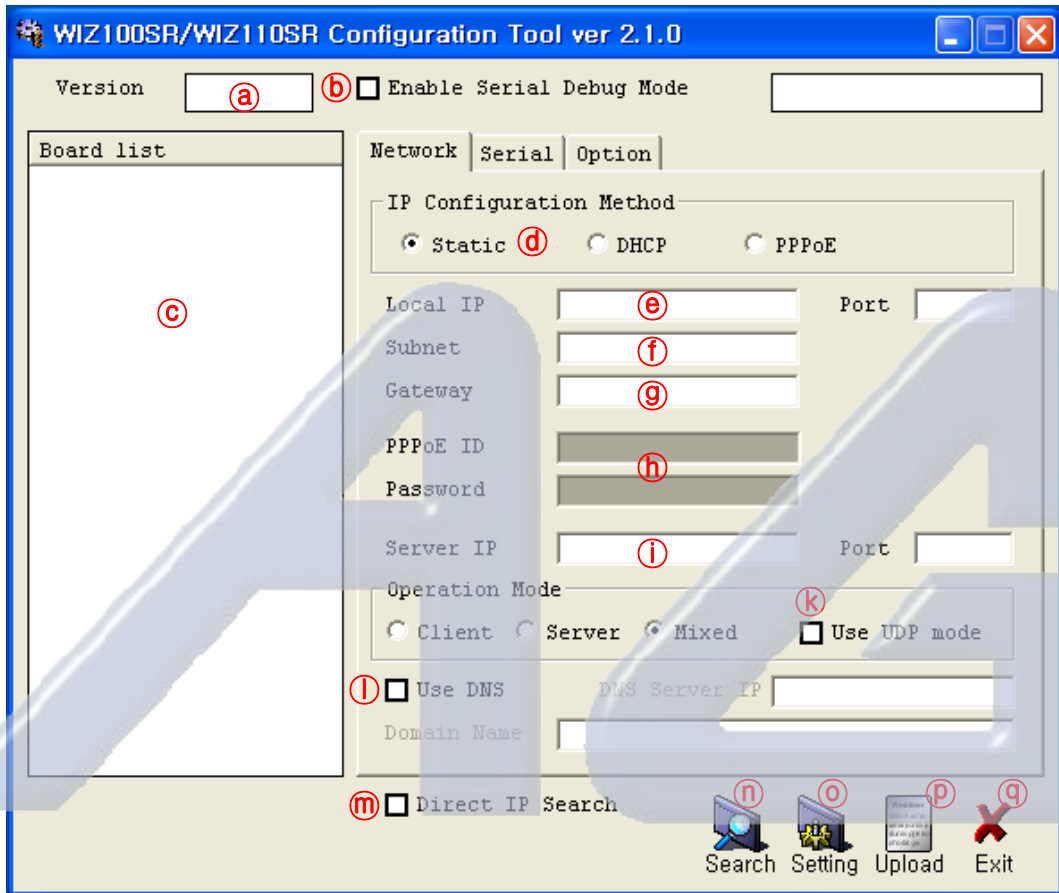 WIZ100SR/WIZ110SR Configuration Tool ver 2.1.0
Version ⓐ ⓑ Enable Serial Debug Mode
Board list
ⓒ
Network Serial Option
IP Configuration Method
Static ⓓ DHCP PPPoE
Local IP ⓔ Port
Subnet ⓕ
Gateway ⓖ
PPPoE ID
ⓗ
Password
Server IP ⓘ Port
Operation Mode
ⓚ
Client Server Mixed Use UDP mode
ⓛ Use DNS DNS Server IP
Domain Name
ⓜ Direct IP Search
ⓝ ⓞ ⓟ ⓠ
Search Setting Upload Exit